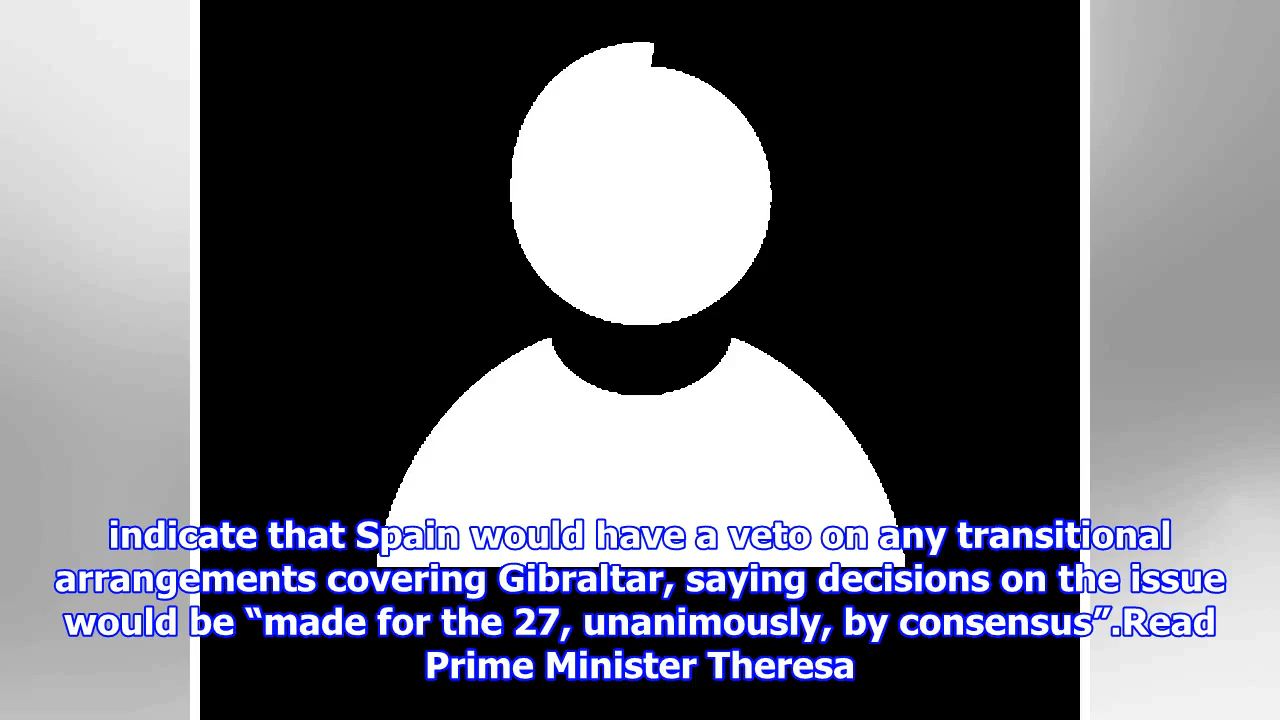 indicate that Spain would have a veto on any transitional
arrangements covering Gibraltar, saying decisions on the issue
would be “made for the 27, unanimously, by consensus”.Read
Prime Minister Theresa